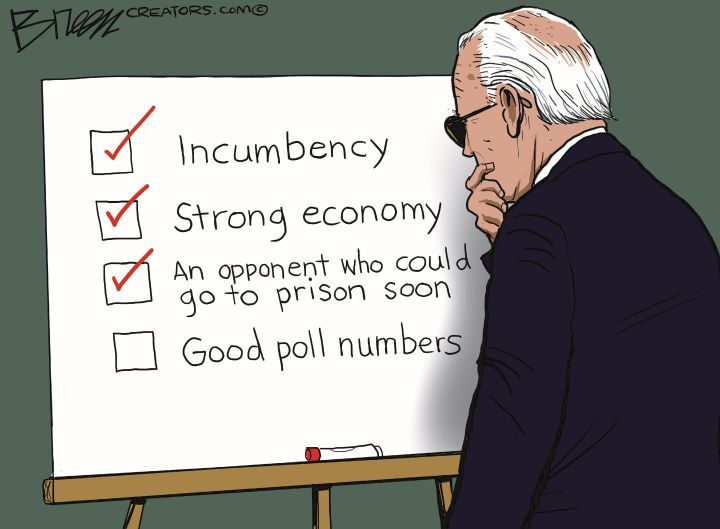 Breen CREATORS.COM©
Incumbency
Strong economy
An opponent who could
go to prison soon
Good poll numbers